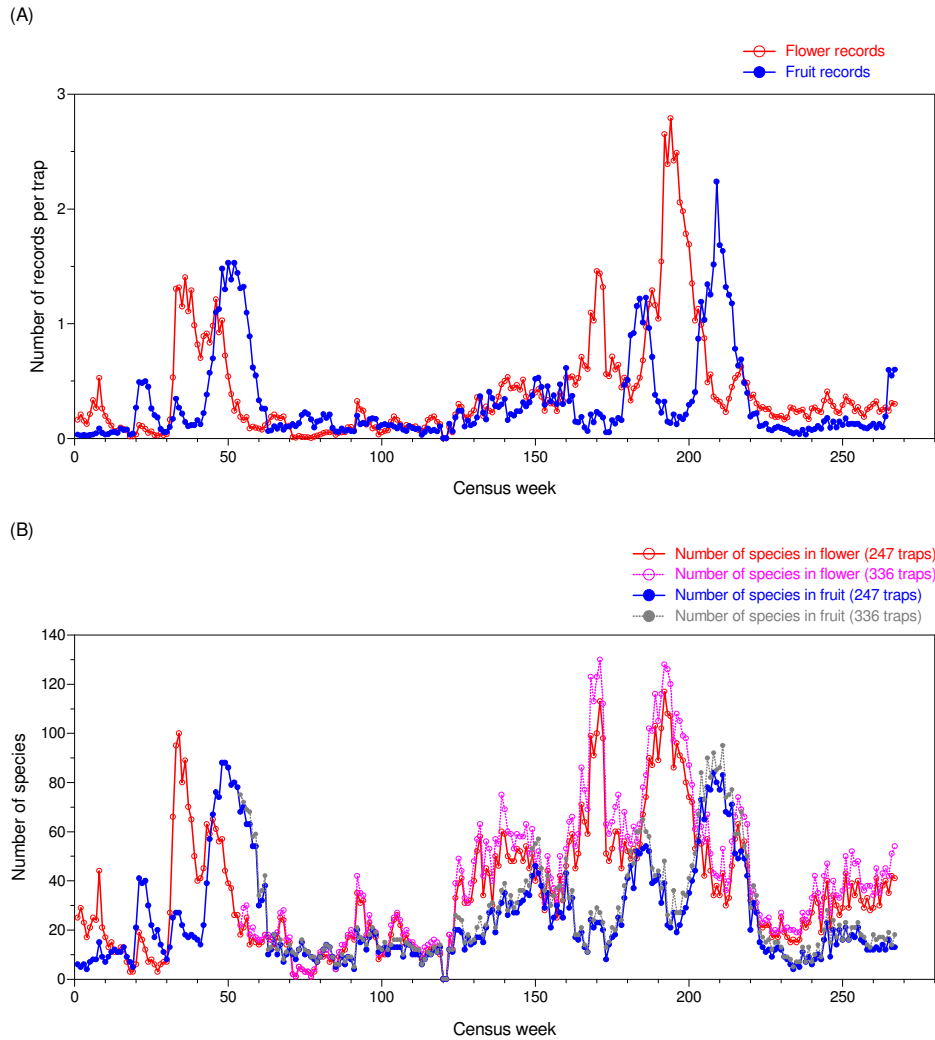 (A)
Flower records
Fruit records
3
2
1
0
Number of records per trap
0 50 100 150 200 250
Census week
(B)
Number of species in flower (247 traps)
Number of species in flower (336 traps)
Number of species in fruit (247 traps)
Number of species in fruit (336 traps)
140
120
100
80
60
40
20
0
Number of species
0 50 100 150 200 250
Census week